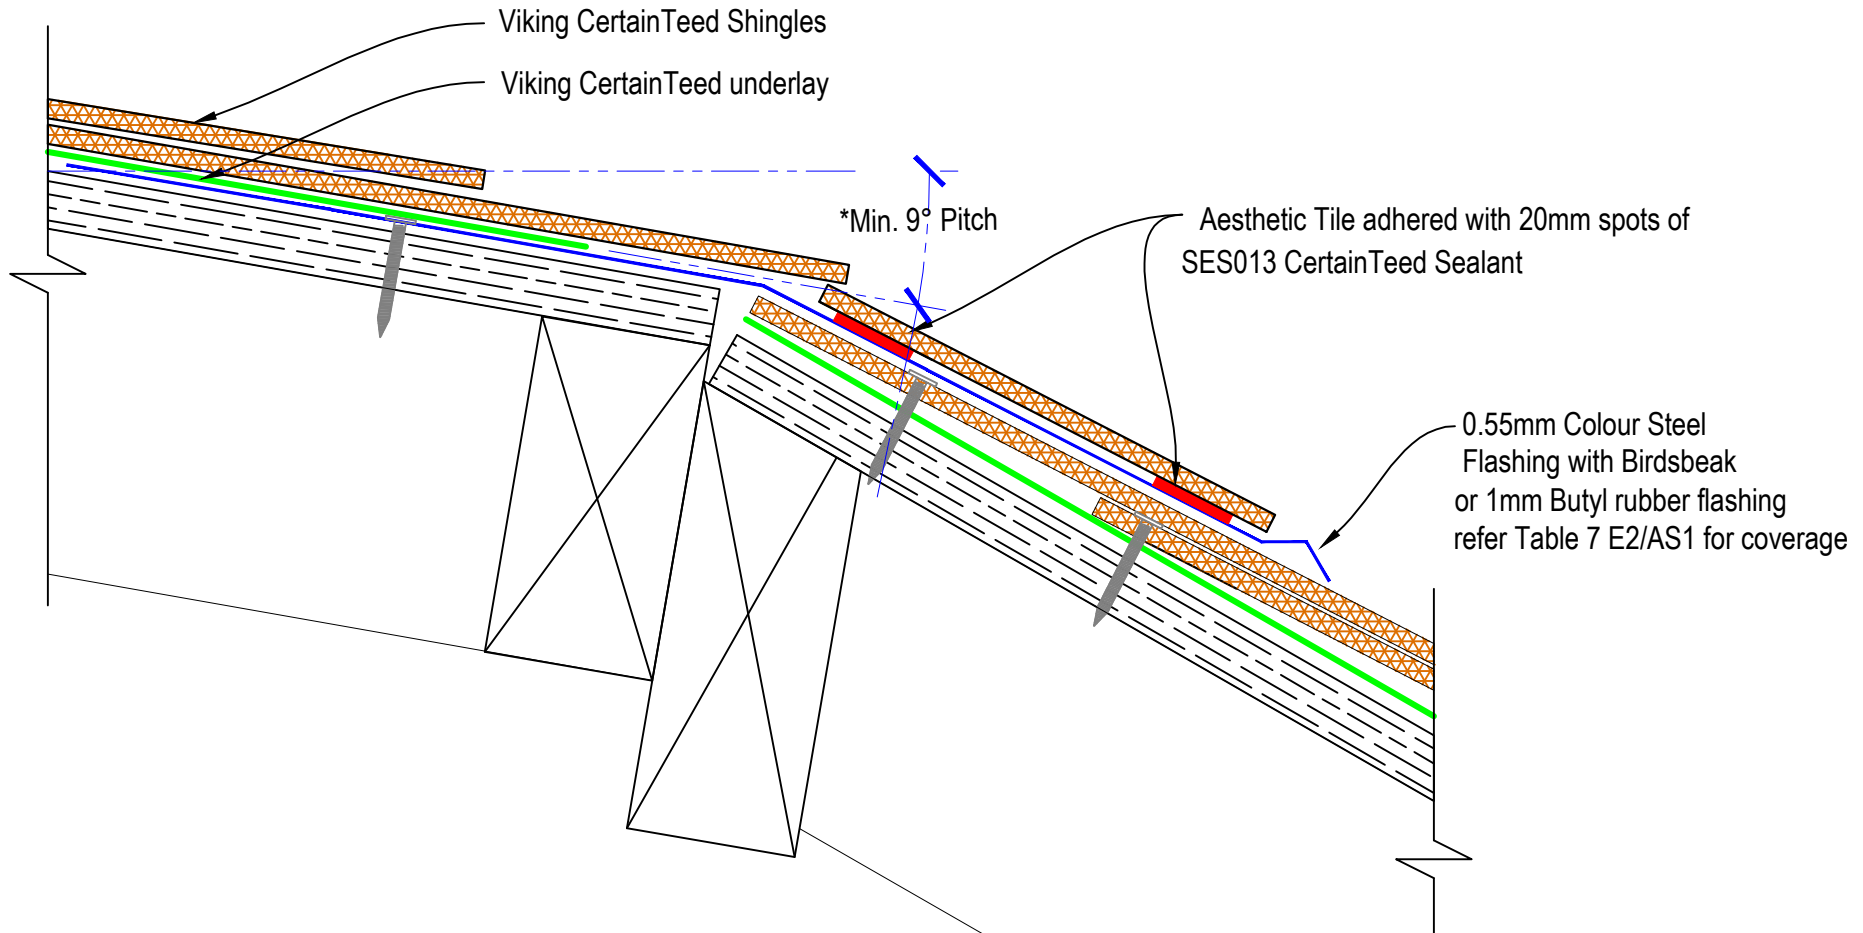 Viking CertainTeed Shingles
Viking CertainTeed underlay
*Min. 9° Pitch
Aesthetic Tile adhered with 20mm spots of
SES013 CertainTeed Sealant
0.55mm Colour Steel
Flashing with Birdsbeak
or 1mm Butyl rubber flashing
refer Table 7 E2/AS1 for coverage